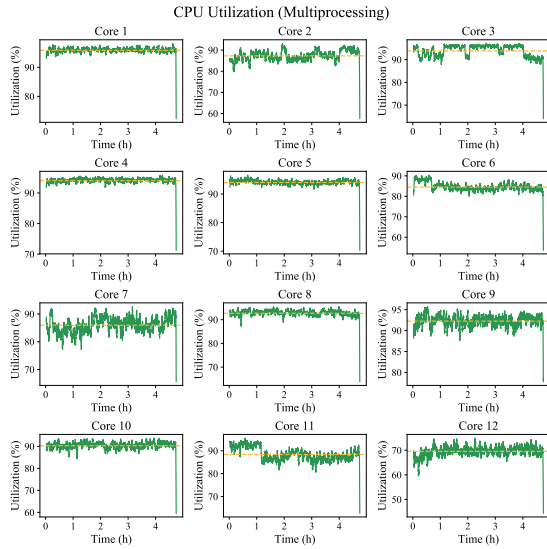 CPU Utilization (Multiprocessing)
Core 1 Core 2 Core 3
Utilization (%) 80 90 0 1 2 3 4 Time (h)
Utilization (%) 60 70 80 90 0 1 2 3 4 Time (h)
Utilization (%) 70 80 90 0 1 2 3 4 Time (h)
Core 4 Core 5 Core 6
Utilization (%) 70 80 90 0 1 2 3 4 Time (h)
Utilization (%) 70 80 90 0 1 2 3 4 Time (h)
Utilization (%) 60 70 80 90 0 1 2 3 4 Time (h)
Core 7 Core 8 Core 9
Utilization (%) 70 80 90 0 1 2 3 4 Time (h)
Utilization (%) 70 80 90 0 1 2 3 4 Time (h)
Utilization (%) 80 85 90 95 0 1 2 3 4 Time (h)
Core 10 Core 11 Core 12
Utilization (%) 60 70 80 90 0 1 2 3 4 Time (h)
Utilization (%) 70 80 90 0 1 2 3 4 Time (h)
Utilization (%) 50 60 70 0 1 2 3 4 Time (h)